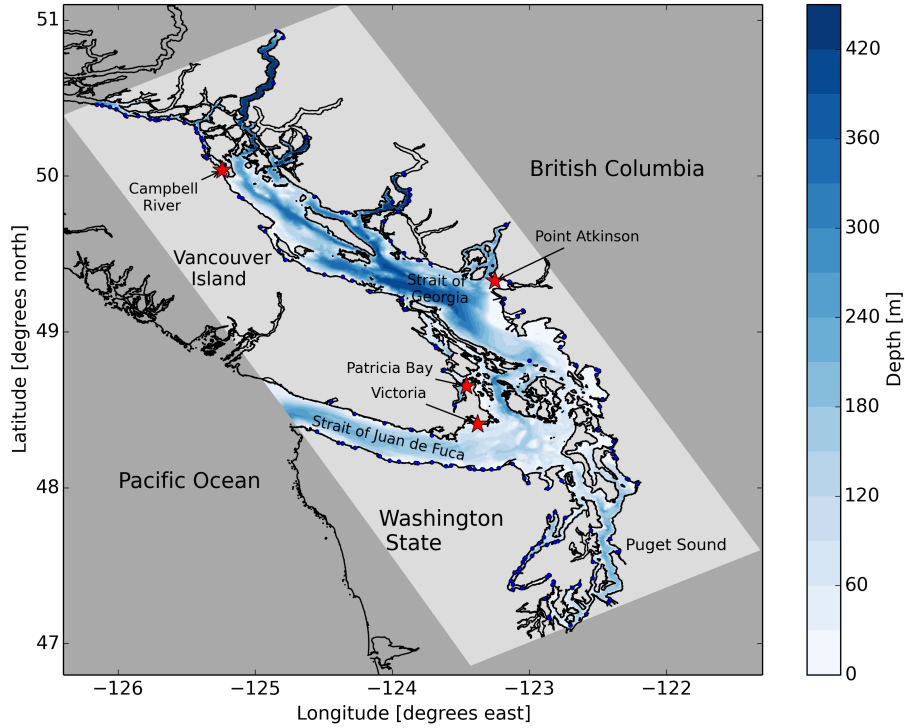 51
50
49
48
47
Latitude [degrees north]
British Columbia
Campbell
River
Point Atkinson
Vancouver
Island
Strait of
Georgia
Patricia Bay
Victoria
Strait of Juan de Fuca
Pacific Ocean
Washington
State
Puget Sound
−126
−125
−124
−123
−122
Longitude [degrees east]
420
360
300
240
180
120
60
0
Depth [m]